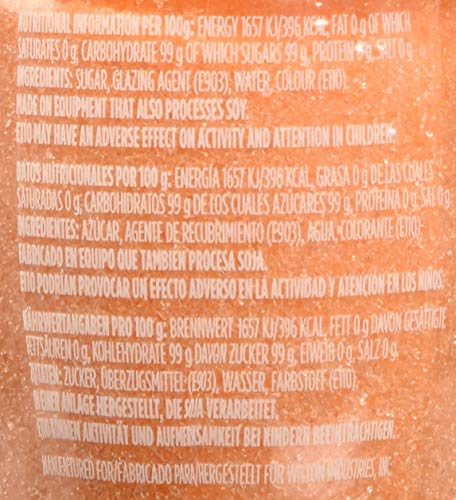 NUTRITIONAL INFORMATION PER 100g: ENERGY 1657 KJ/396 KCAL, FAT 0 g OF WHICH
SATURATES 0 g, CARBOHYDRATE 99 g OF WHICH SUGARS 99 g, PROTEIN 0 g, SALT 0 g
INGREDIENTS: SUGAR, GLAZING AGENT (E903), WATER, COLOUR (E110).
MADE ON EQUIPMENT THAT ALSO PROCESSES SOY.
E110 MAY HAVE AN ADVERSE EFFECT ON ACTIVITY AND ATTENTION IN CHILDREN
DATOS NUTRICIONALES POR 100 g: ENERGÍA 1657 KJ/396 KCAL, GRASA 0 g DE LAS CUALES
SATURADAS 0 g, CARBOHIDRATOS 99 g DE LOS CUALES AZÚCARES 99 g, PROTEÍNA 0 g, SAL 0 g
INGREDIENTES: AZÚCAR, AGENTE DE RECUBRIMIENTO (E903), AGUA, COLORANTE (E110).
FABRICADO EN EQUIPO QUE TAMBIÉN PROCESA SOJA.
E110 PODRÍAN PROVOCAR UN EFECTO ADVERSO EN LA ACTIVIDAD Y ATENCIÓN EN LOS NIÑOS.
NÄHRWERTANGABEN PRO 100 g: BRENNWERT 1657 KJ/396 KCAL, FETT 0 g DAVON GESÄTTIGTE
FETTSÄUREN 0 g, KOHLEHYDRATE 99 g DAVON ZUCKER 99 g, EIWEIß 0 g, SALZ 0 g.
ZUTATEN: ZUCKER, ÜBERZUGSMITTEL (E903), WASSER, FARBSTOFF (E110).
IN EINER ANLAGE HERGESTELLT, DIE SOJA VERARBEITET.
E110 KÖNNEN AKTIVITÄT UND AUFMERKSAMKEIT BEI KINDERN BEEINTRÄCHTIGEN.
MANUFACTURED FOR/FABRICADO PARA/HERGESTELLT FÜR WILTON INDUSTRIES, INC.